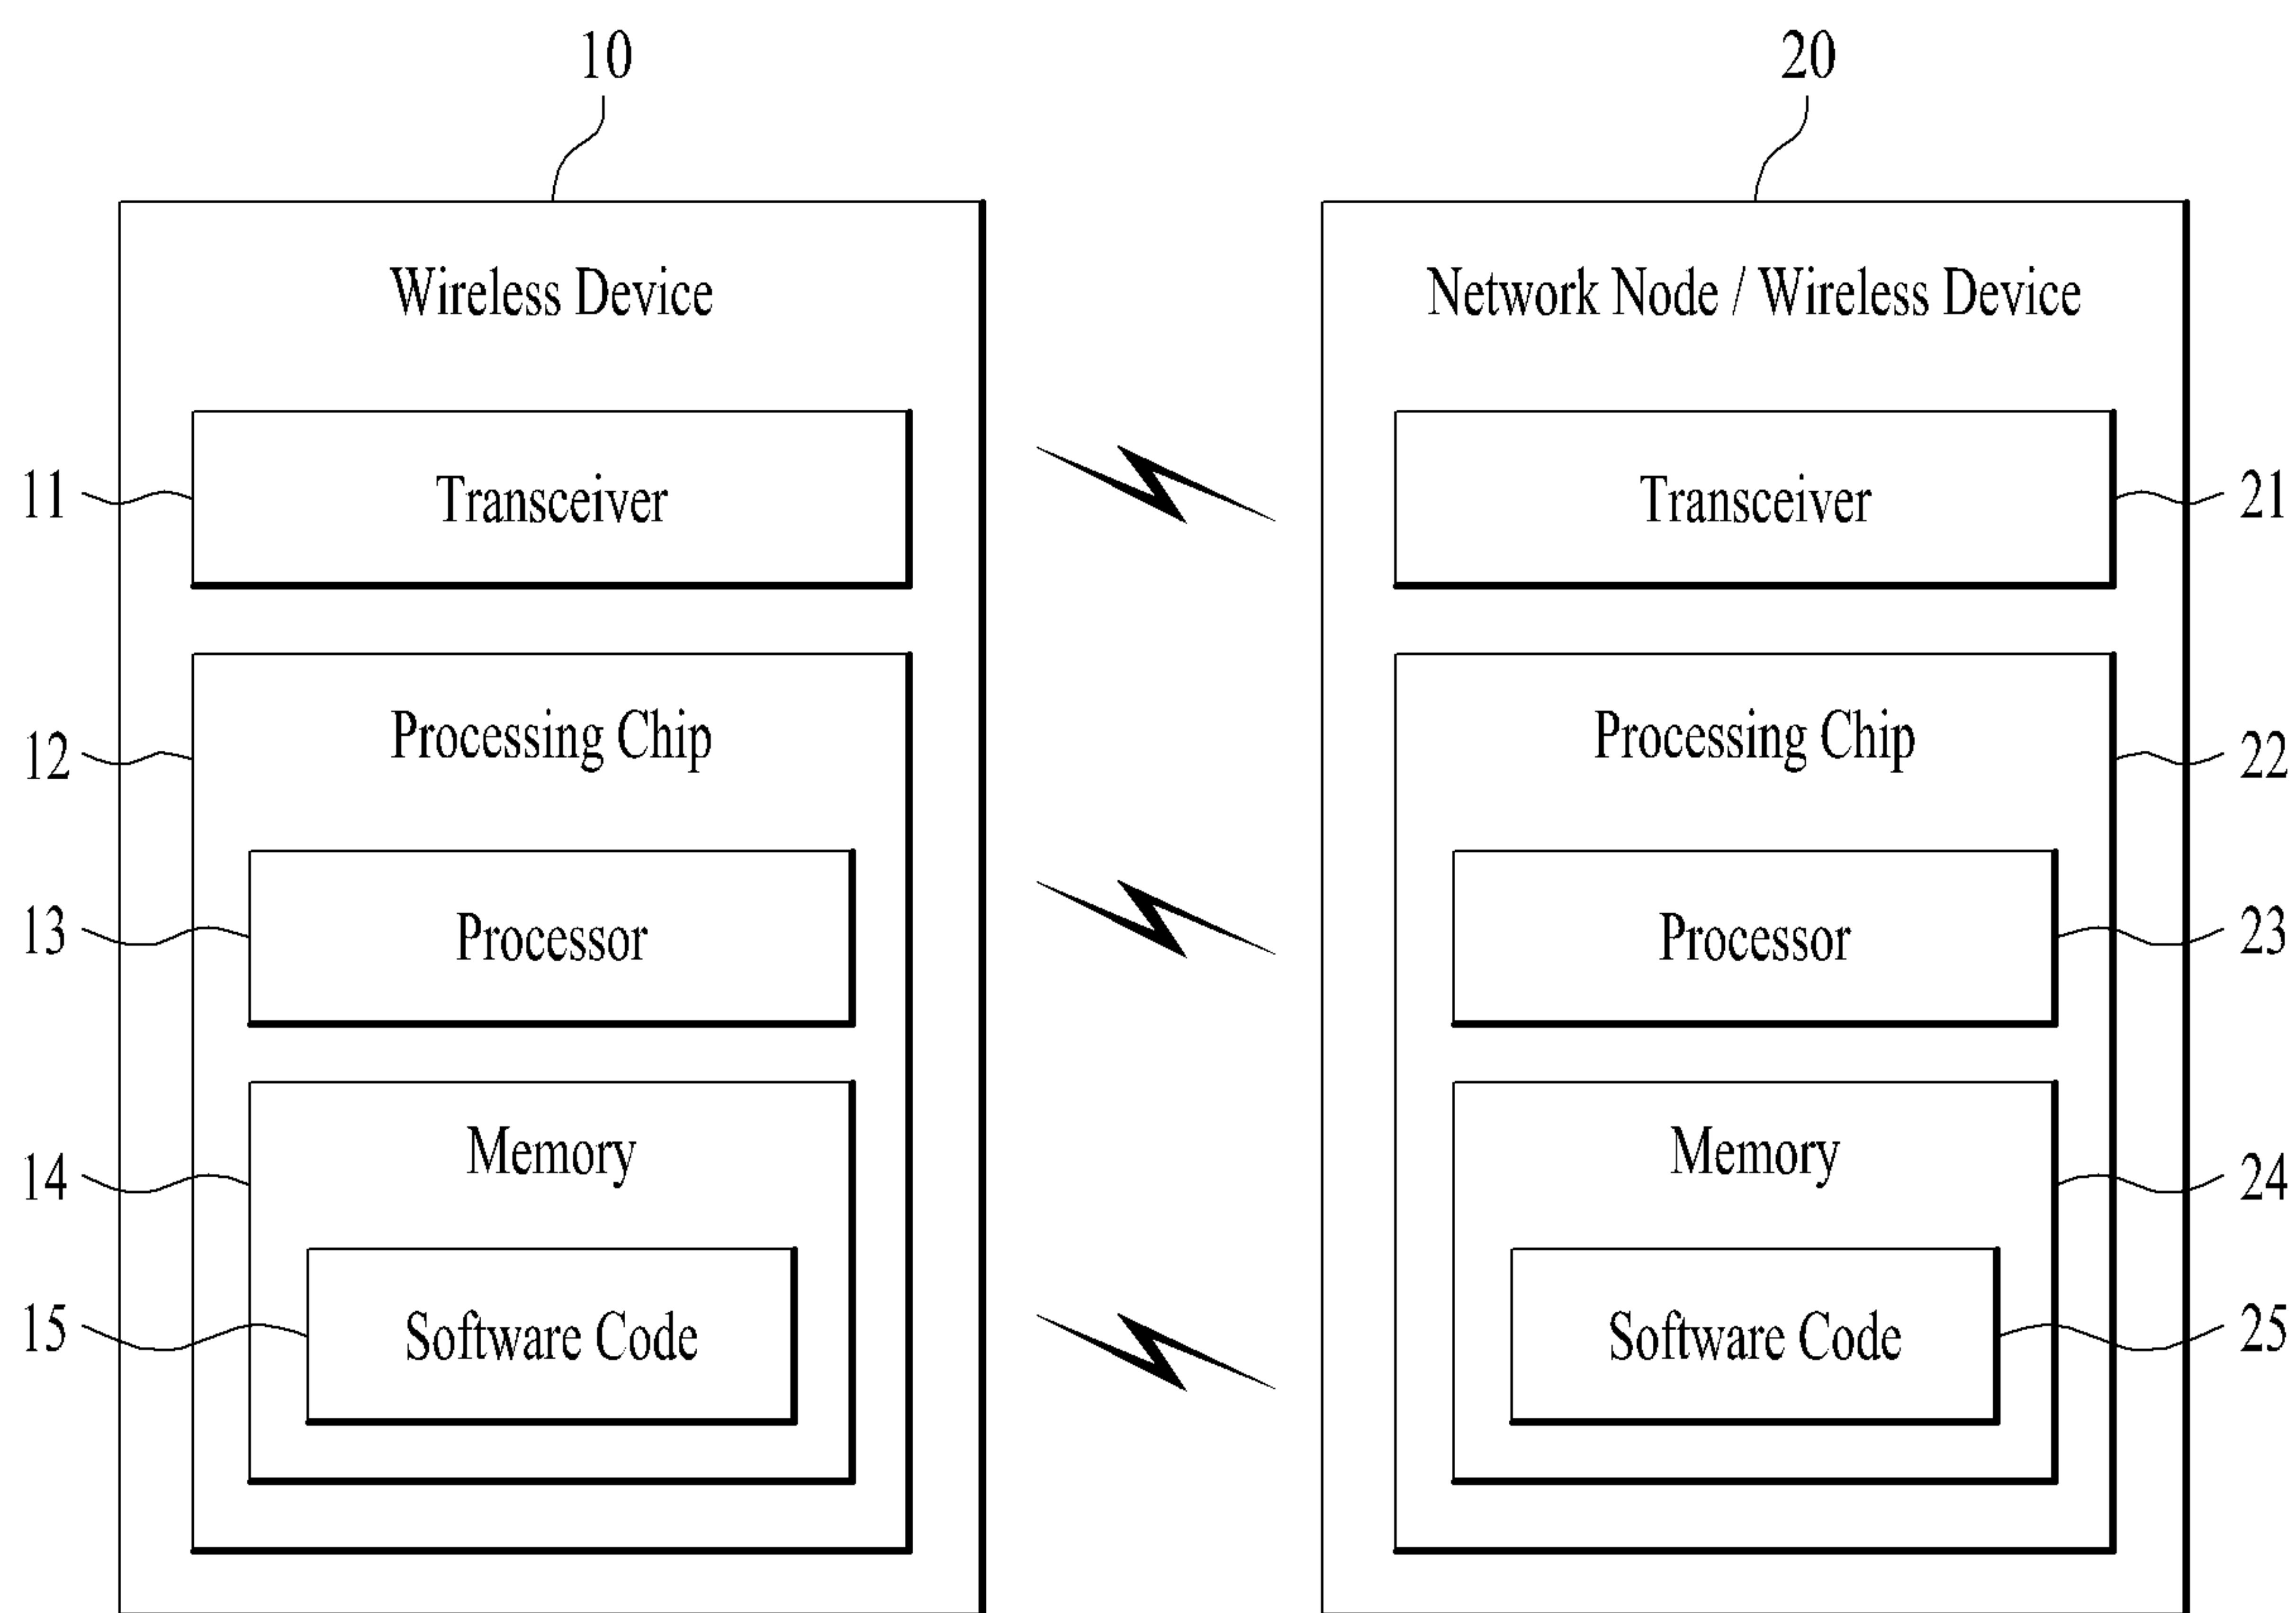 10
Wireless Device
11
Transceiver
12
Processing Chip
13
Processor
14
Memory
15
Software Code
20
Network Node / Wireless Device
Transceiver
21
Processing Chip
22
Processor
23
Memory
24
Software Code
25